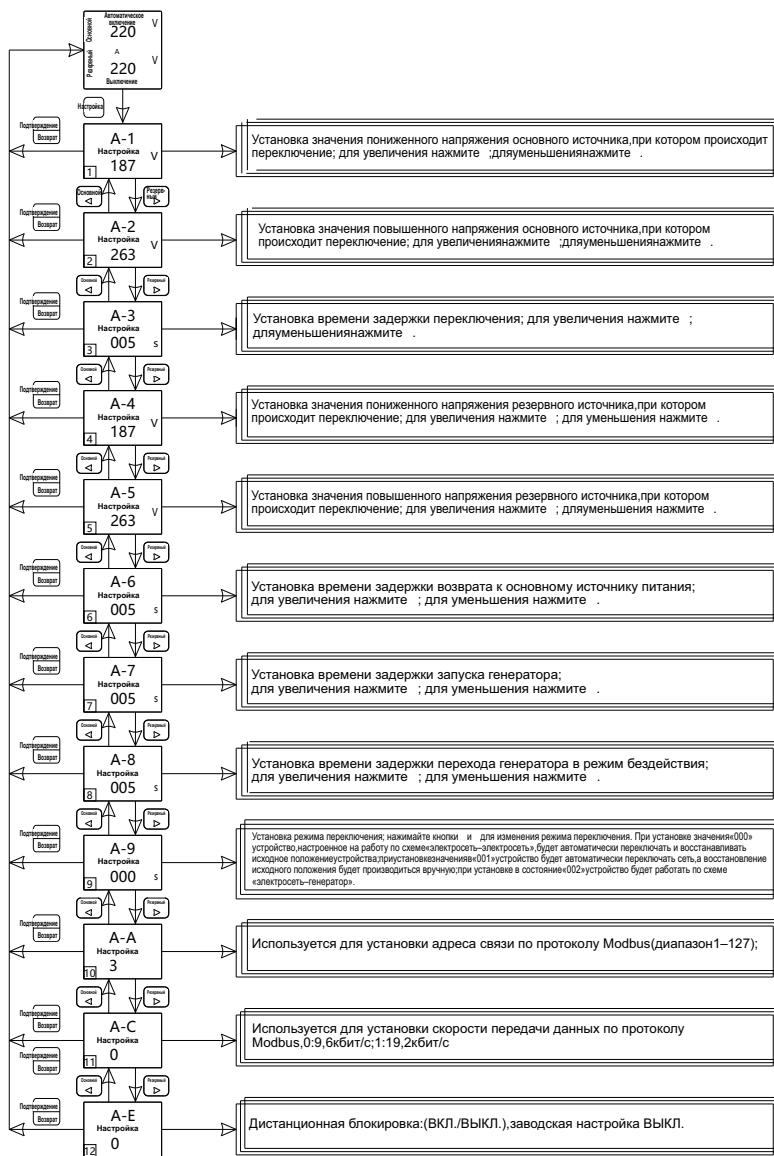 Автоматическое
включение
Основной
220 V
A
Резервный
220 V
Выключение
Настройка
Подтверждение
Возврат
A-1
Настройка
187 V
1
Установка значения пониженного напряжения основного источника,при котором происходит
переключение; для увеличения нажмите ;дляуменьшениянажмите .
Основной
Резерв-
ный
Подтверждение
Возврат
A-2
Настройка
263 V
2
Установка значения повышенного напряжения основного источника,при котором
происходит переключение; для увеличениянажмите ;дляуменьшениянажмите .
Основной
Резервный
Подтверждение
Возврат
A-3
Настройка
005 s
3
Установка времени задержки переключения; для увеличения нажмите ;
дляуменьшениянажмите .
Основной
Резервный
Подтверждение
Возврат
A-4
Настройка
187 V
4
Установка значения пониженного напряжения резервного источника,при котором
происходит переключение; для увеличения нажмите ; для уменьшения нажмите .
Основной
Резервный
Подтверждение
Возврат
A-5
Настройка
263 V
5
Установка значения повышенного напряжения резервного источника,при котором
происходит переключение; для увеличения нажмите ; дляуменьшения нажмите .
Основной
Резервный
Подтверждение
Возврат
A-6
Настройка
005 s
6
Установка времени задержки возврата к основному источнику питания;
для увеличения нажмите ; для уменьшения нажмите .
Основной
Резервный
Подтверждение
Возврат
A-7
Настройка
005 s
7
Установка времени задержки запуска генератора;
для увеличения нажмите ; для уменьшения нажмите .
Основной
Резервный
Подтверждение
Возврат
A-8
Настройка
005 s
8
Установка времени задержки перехода генератора в режим бездействия;
для увеличения нажмите ; для уменьшения нажмите .
Основной
Резервный
Подтверждение
Возврат
A-9
Настройка
000 s
9
Установка режима переключения; нажимайте кнопки и для изменения режима переключения. При установке значения«000»
устройство,настроенное на работу по схеме«электросеть–электросеть»,будет автоматически переключать и восстанавливать
исходное положениеустройства;приустановкезначенияв«001»устройство будет автоматически переключать сеть,а восстановление
исходного положения будет производиться вручную;при установке в состояние«002»устройство будет работать по схеме
«электросеть–генератор».
Основной
Резервный
Подтверждение
Возврат
A-A
Настройка
3
10
Используется для установки адреса связи по протоколу Modbus(диапазон1–127);
Основной
Резервный
Подтверждение
Возврат
A-C
Настройка
0
11
Используется для установки скорости передачи данных по протоколу
Modbus,0:9,6кбит/с;1:19,2кбит/с
Подтверждение
Возврат
Основной
Резервный
Подтверждение
Возврат
A-E
Настройка
0
12
Дистанционная блокировка:(ВКЛ./ВЫКЛ.),заводская настройка ВЫКЛ.